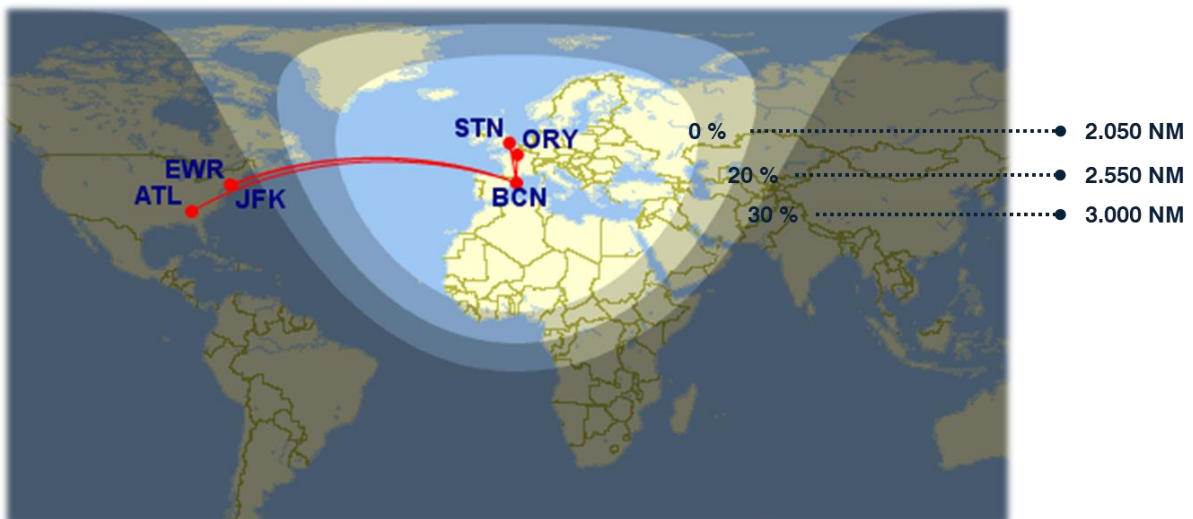 STN
ORY
0 %
2.050 NM
EWR
20 %
2.550 NM
ATL
JFK
BCN
30 %
3.000 NM